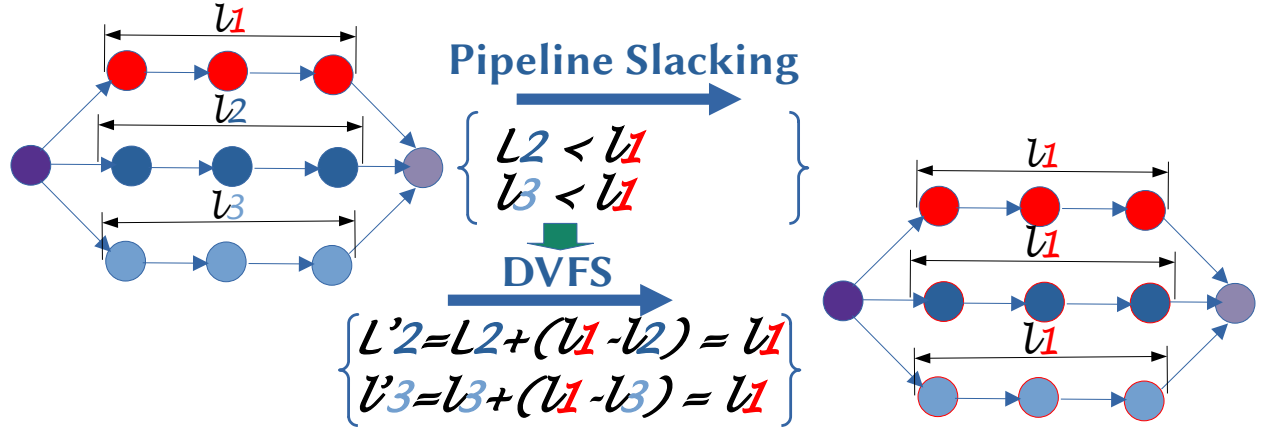 l1
l2
l3
Pipeline Slacking
L2 < l1
l3 < l1
DVFS
L'2=L2+(l1-l2) = l1
l'3=l3+(l1-l3) = l1
l1
l1
l1